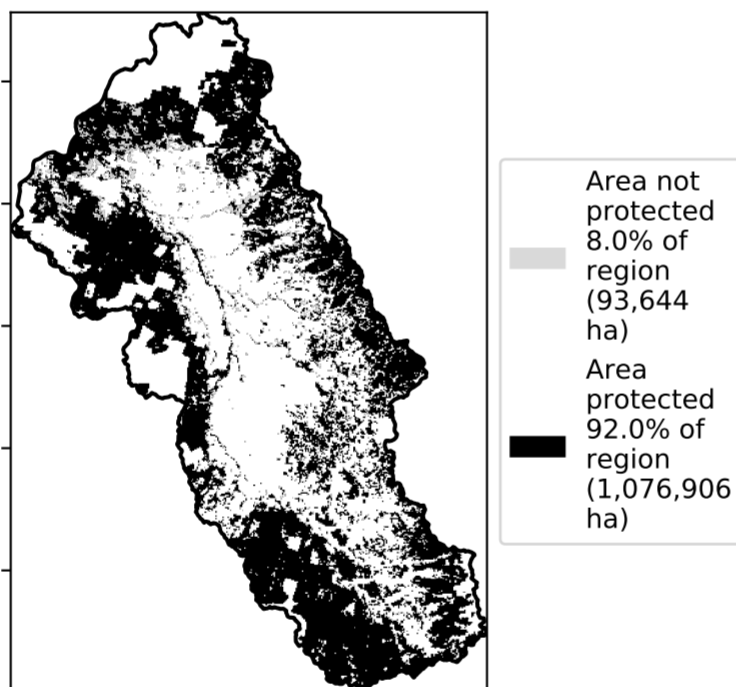 Area not
protected
8.0% of
region
(93,644
ha)
Area
protected
92.0% of
region
(1,076,906
ha)